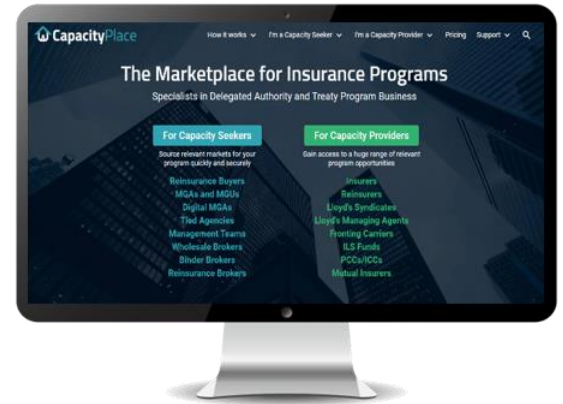 CapacityPlace
How it works
I'm a Capacity Seeker
I'm a Capacity Provider
Pricing
Support
The Marketplace for Insurance Programs
Specialists in Delegated Authority and Treaty Program Business
For Capacity Seekers
Source relevant markets for your
program quickly and securely
Reinsurance Buyers
MGAs and MGUs
Digital MGAs
Tied Agencies
Management Teams
Wholesale Brokers
Binder Brokers
Reinsurance Brokers
For Capacity Providers
Gain access to a huge range of relevant
program opportunities
Insurers
Reinsurers
Lloyd's Syndicates
Lloyd's Managing Agents
Fronting Carriers
ILS Funds
PCCs/ICCs
Mutual Insurers